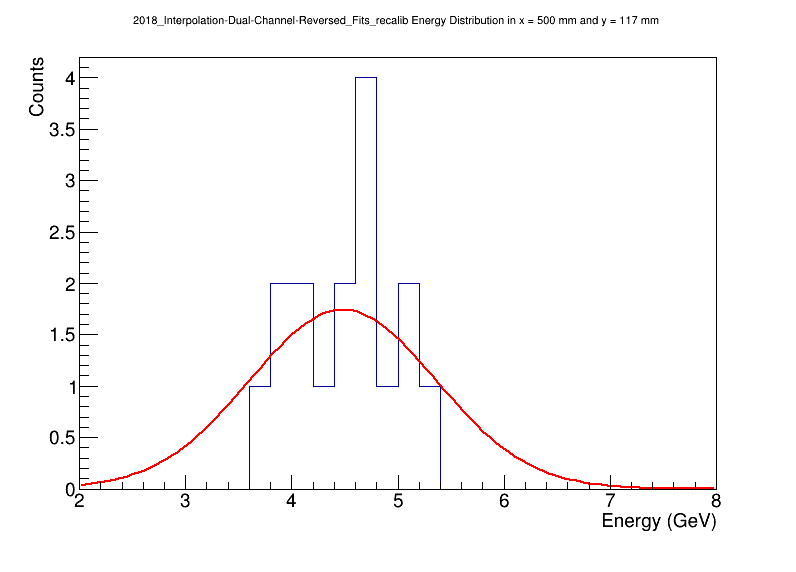 2018_Interpolation-Dual-Channel-Reversed_Fits_recalib Energy Distribution in x = 500 mm and y = 117 mm
Counts
4
3.5
3
2.5
2
1.5
1
0.5
0
2 3 4 5 6 7 8
Energy (GeV)